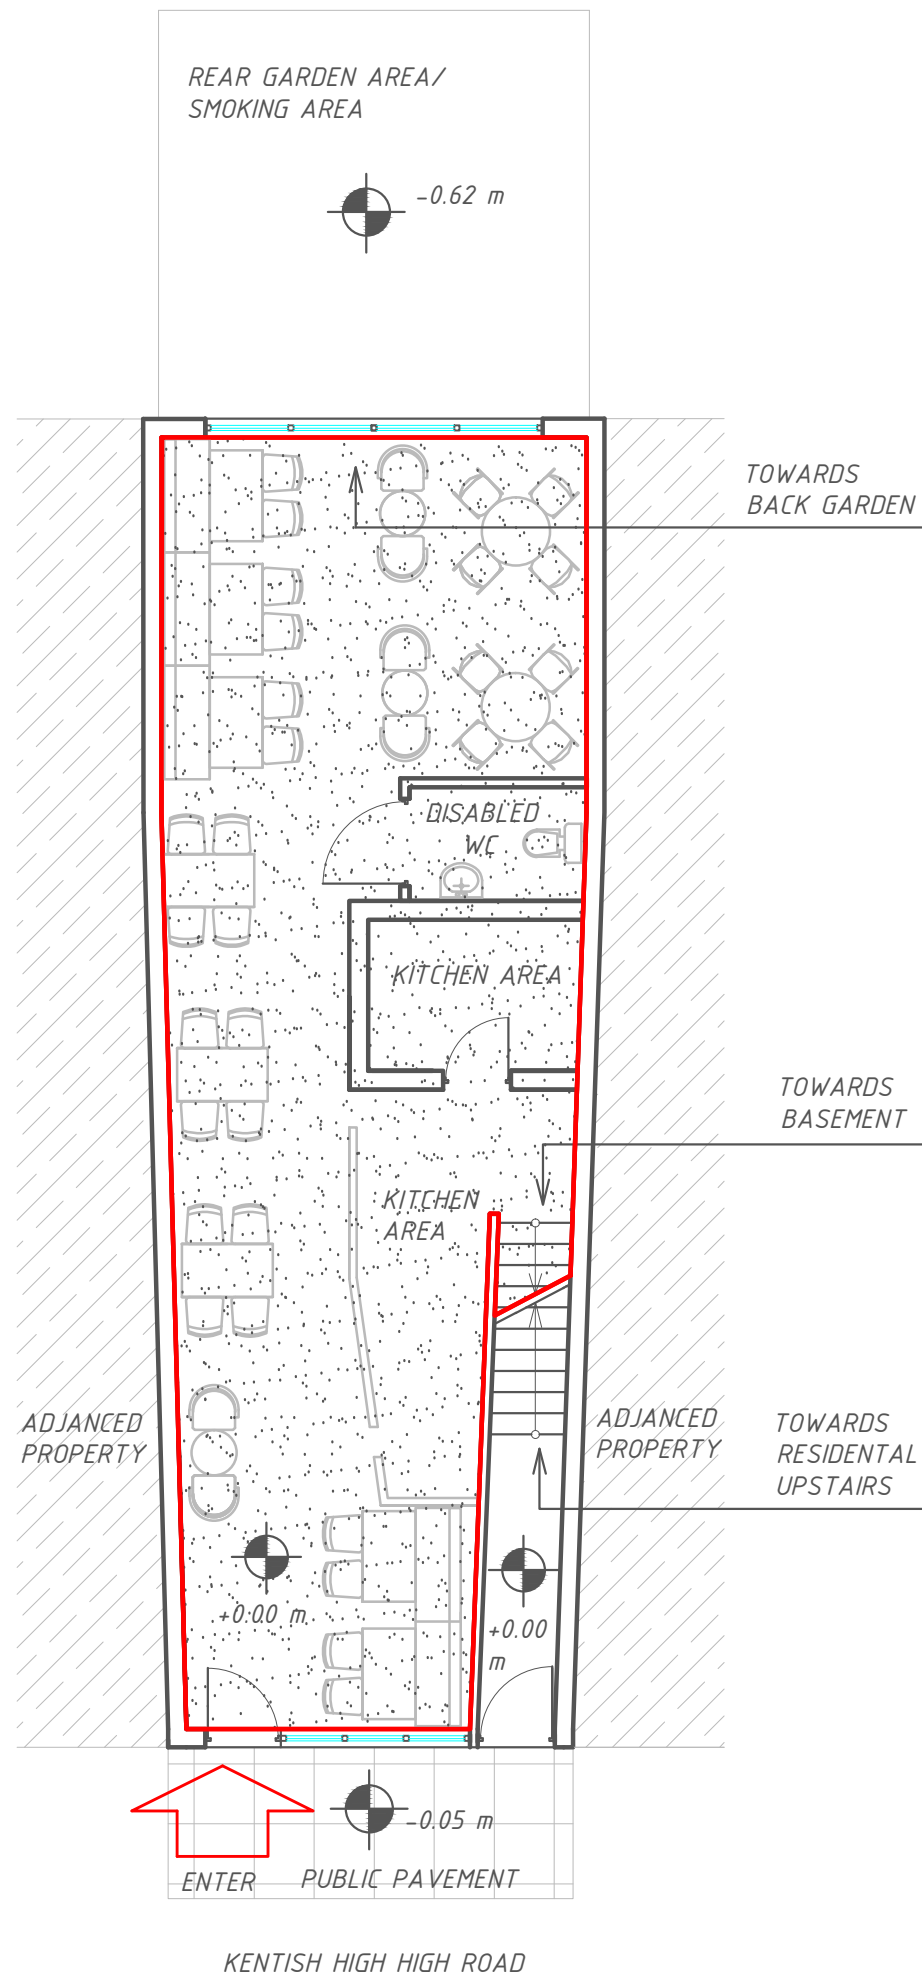 REAR GARDEN AREA/
SMOKING AREA
-0.62 m
TOWARDS
BACK GARDEN
DISABLED
WC
KITCHEN AREA
TOWARDS
BASEMENT
KITCHEN
AREA
ADJANCED
PROPERTY
ADJANCED
PROPERTY
TOWARDS
RESIDENTAL
UPSTAIRS
+0.00 m
+0.00
m
-0.05 m
ENTER
PUBLIC PAVEMENT
KENTISH HIGH HIGH ROAD